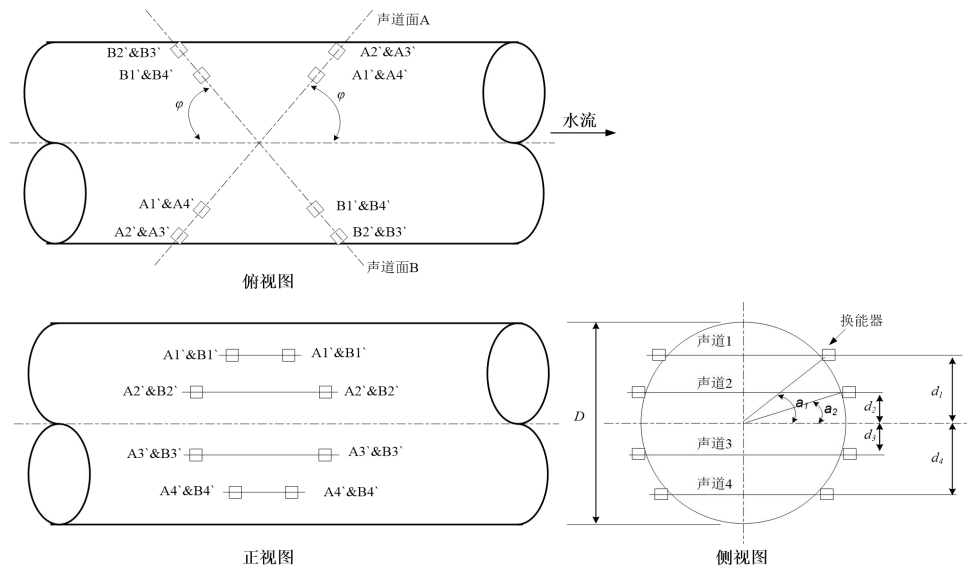 声道面A
B2`&B3`
A2`&A3`
B1`&B4`
A1`&A4`
φ
φ
水流
A1`&A4`
B1`&B4`
A2`&A3`
B2`&B3`
声道面B
俯视图
A1`&B1`
A1`&B1`
A2`&B2`
A2`&B2`
A3`&B3`
A3`&B3`
A4`&B4`
A4`&B4`
正视图
换能器
声道1
声道2
声道3
声道4
D
a1
a2
d1
d2
d3
d4
侧视图